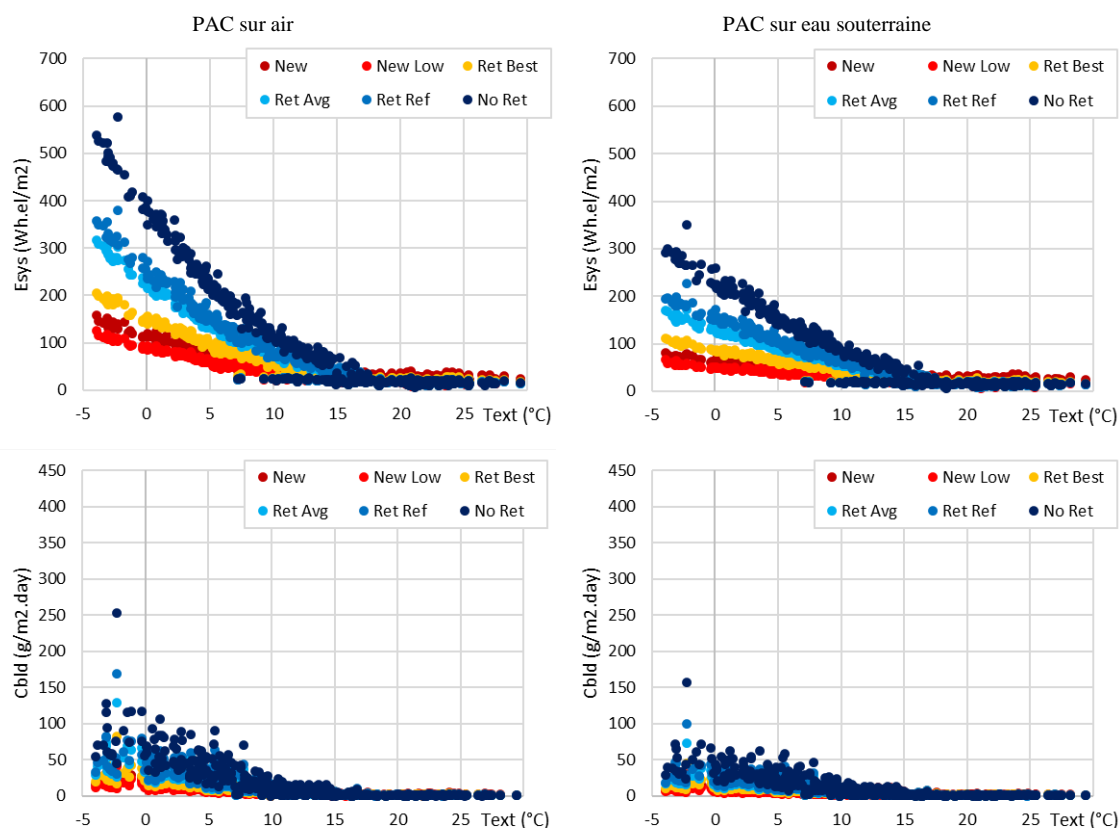 PAC sur air
PAC sur eau souterraine
Esys (Wh.el/m2)
700
600
500
400
300
200
100
0
New New Low Ret Best
Ret Avg Ret Ref No Ret
-5 0 5 10 15 20 25 Text (°C)
Esys (Wh.el/m2)
700
600
500
400
300
200
100
0
New New Low Ret Best
Ret Avg Ret Ref No Ret
-5 0 5 10 15 20 25 Text (°C)
Cbld (g/m2.day)
450
400
350
300
250
200
150
100
50
0
New New Low Ret Best
Ret Avg Ret Ref No Ret
-5 0 5 10 15 20 25 Text (°C)
Cbld (g/m2.day)
450
400
350
300
250
200
150
100
50
0
New New Low Ret Best
Ret Avg Ret Ref No Ret
-5 0 5 10 15 20 25 Text (°C)